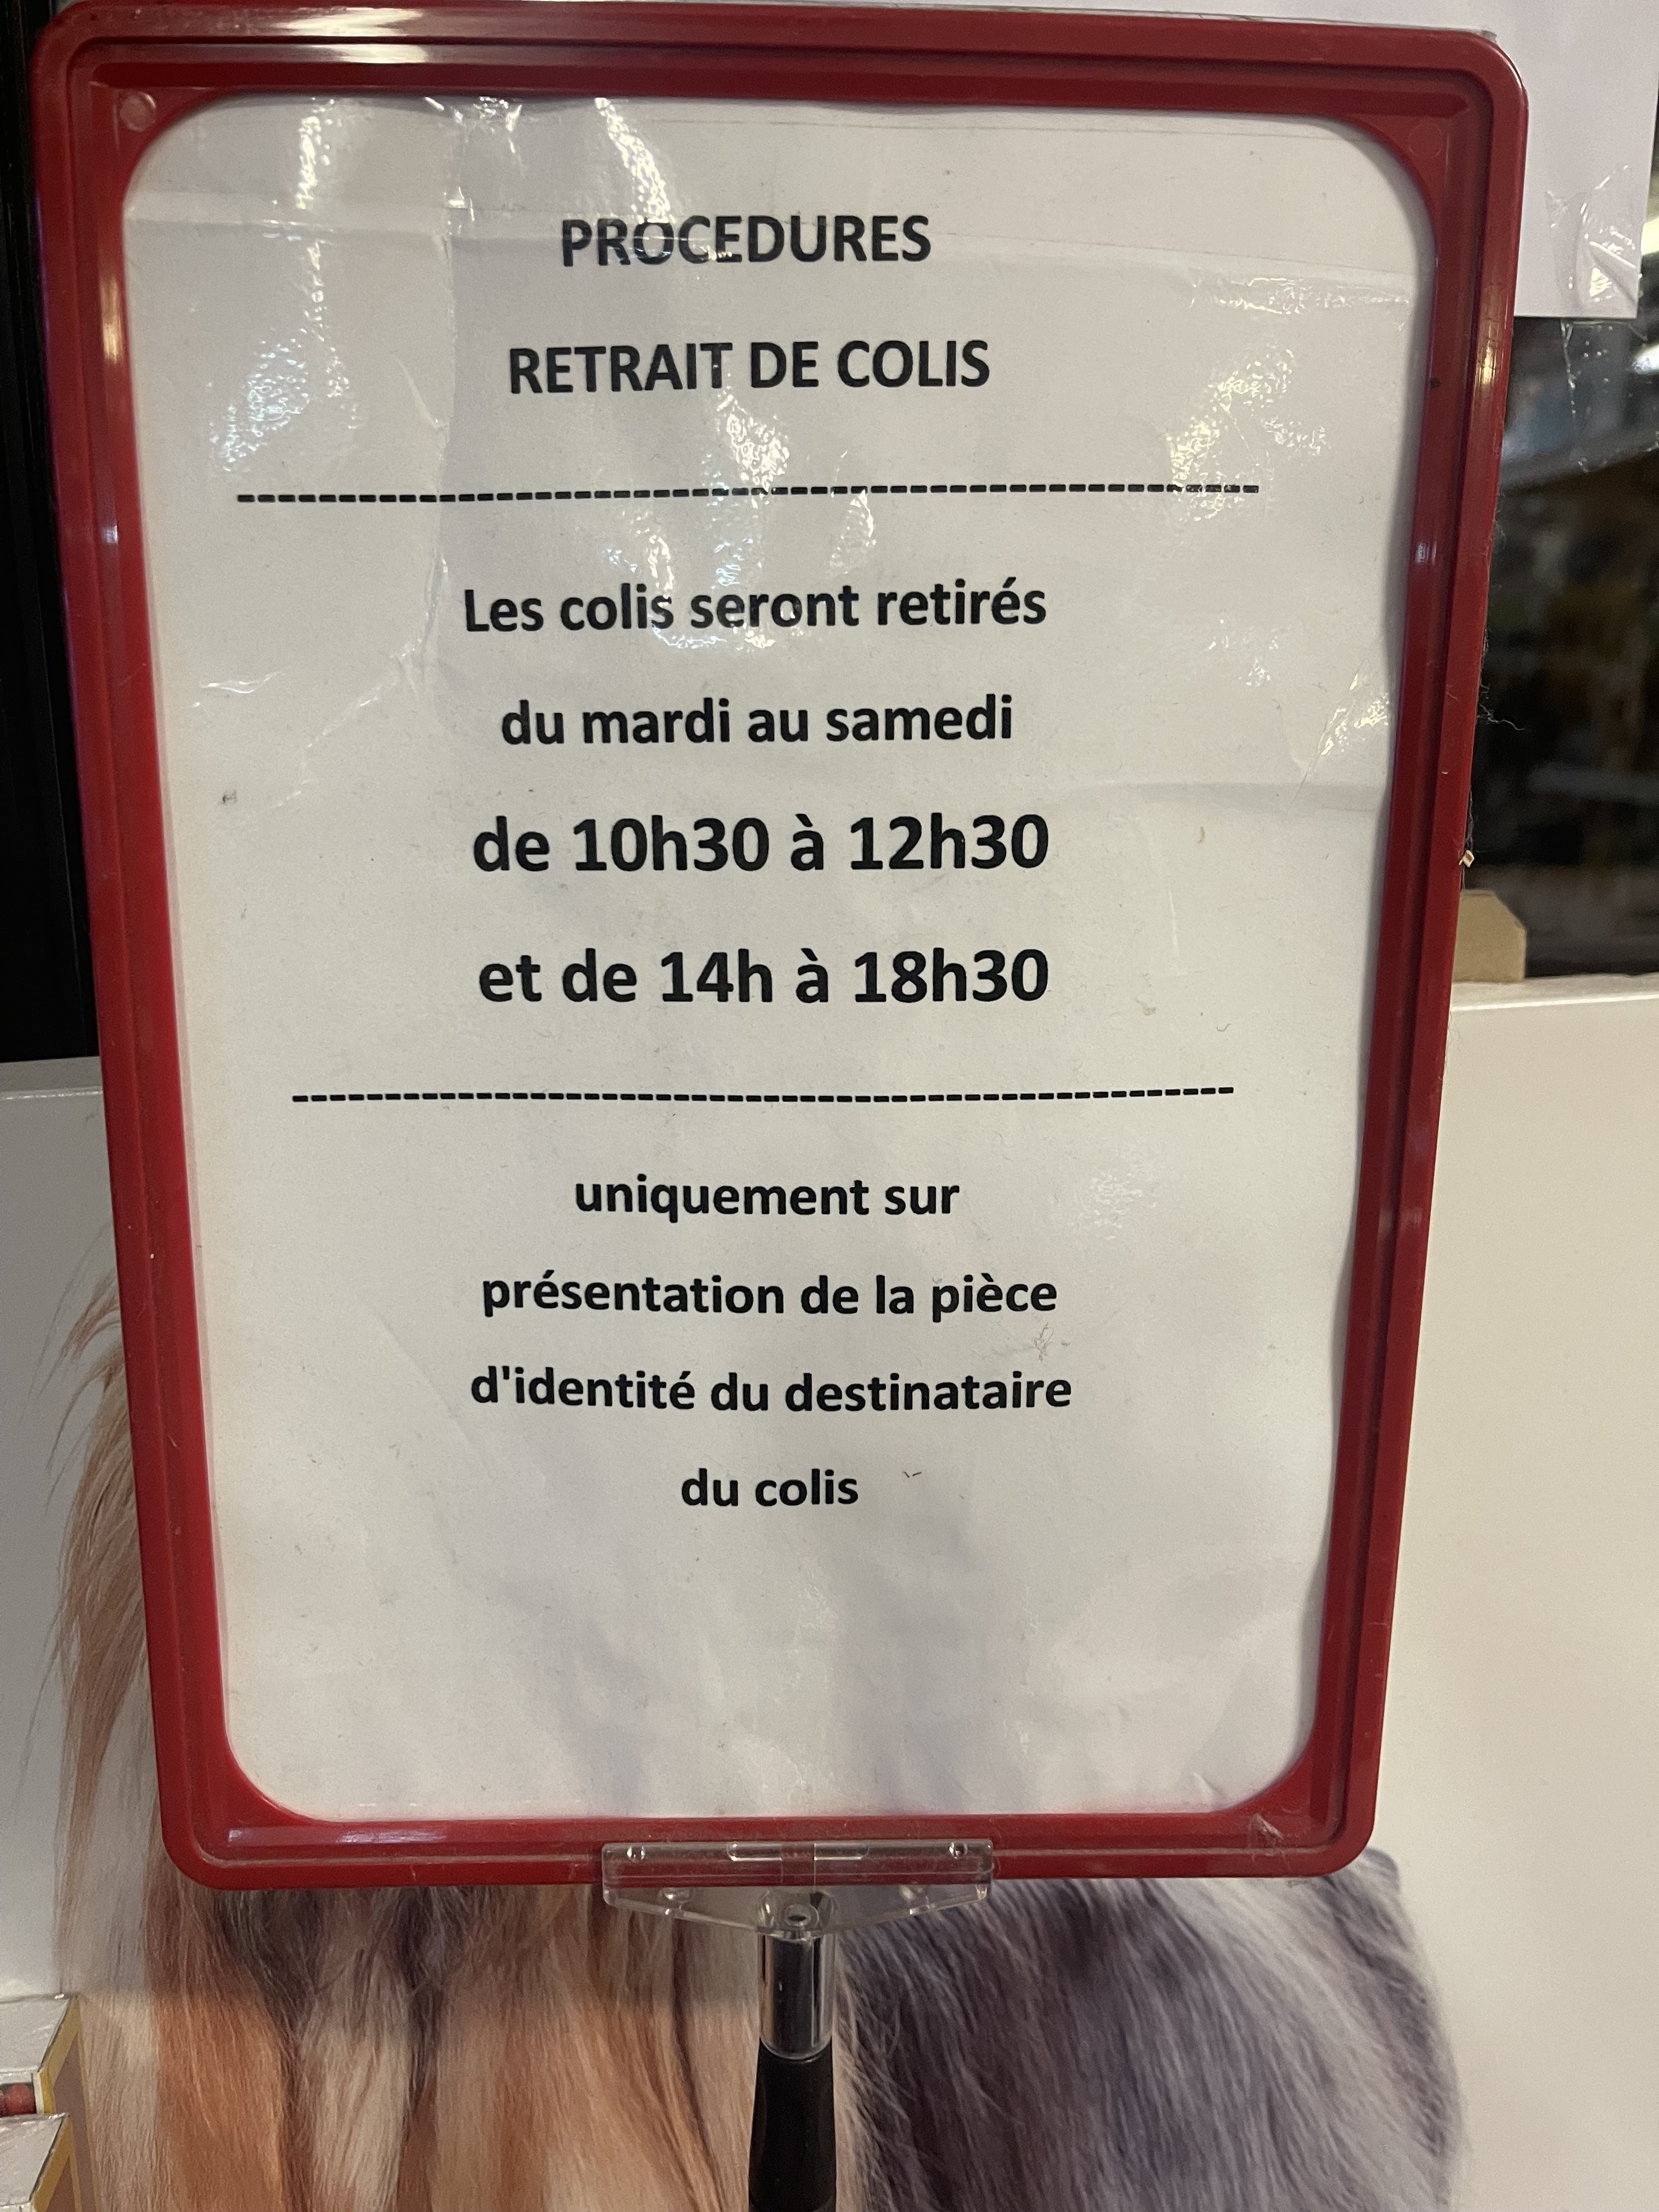 PROCEDURES
RETRAIT DE COLIS
--------------------------------------------------
Les colis seront retirés
du mardi au samedi
de 10h30 à 12h30
et de 14h à 18h30
--------------------------------------------------
uniquement sur
présentation de la pièce
d'identité du destinataire
du colis